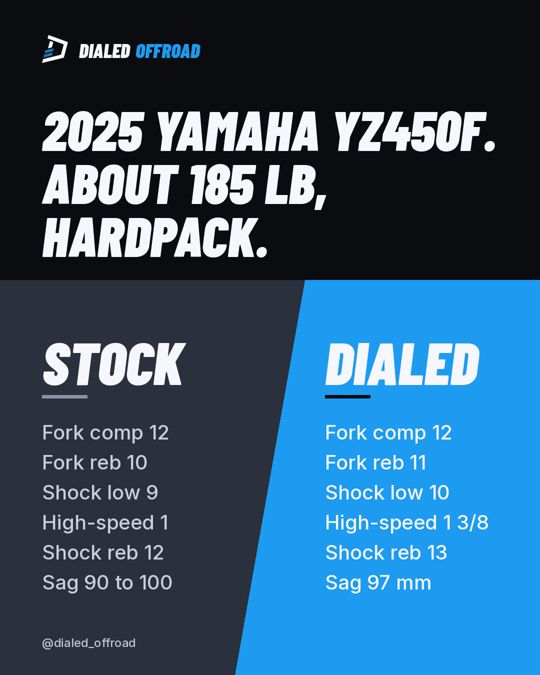 DIALED OFFROAD
2025 YAMAHA YZ450F.
ABOUT 185 LB,
HARDPACK.
STOCK
Fork comp 12
Fork reb 10
Shock low 9
High-speed 1
Shock reb 12
Sag 90 to 100
DIALED
Fork comp 12
Fork reb 11
Shock low 10
High-speed 1 3/8
Shock reb 13
Sag 97 mm
@dialed_offroad